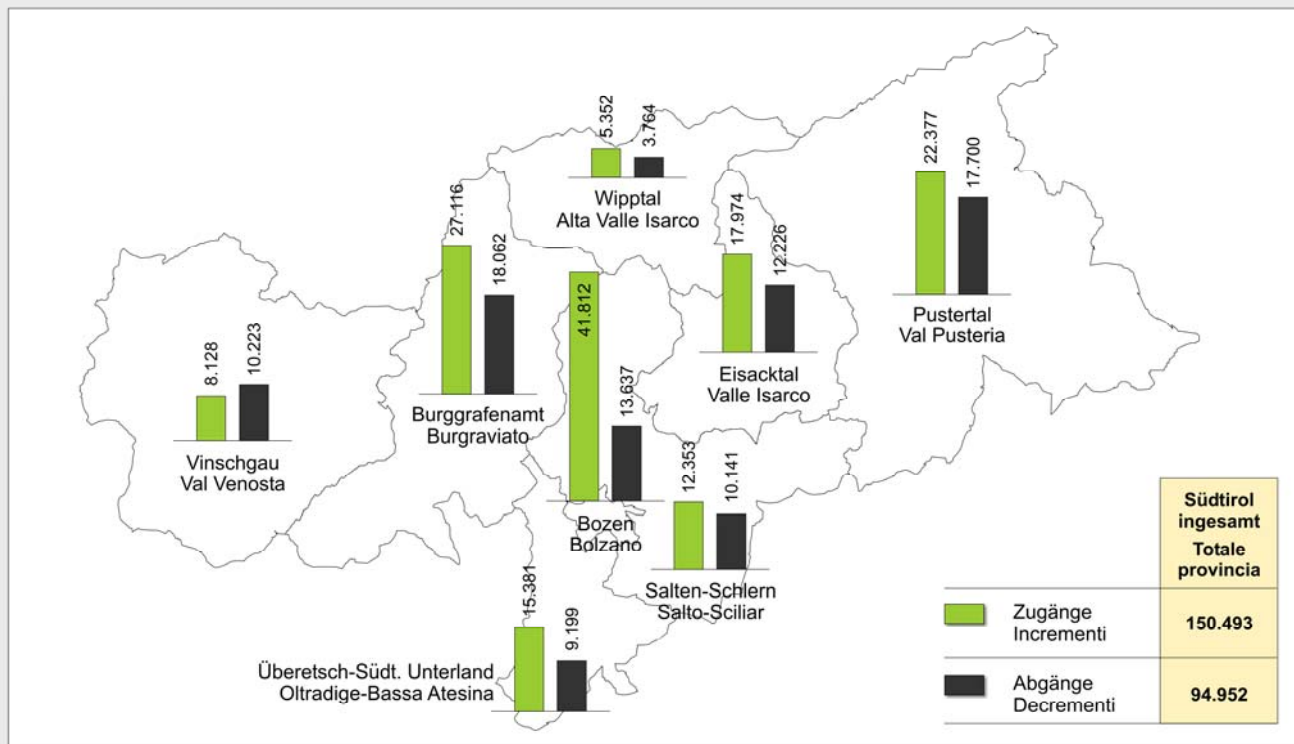 5.352
3.764
Wipptal
Alta Valle Isarco
22.377
17.700
Pustertal
Val Pusteria
27.116
18.062
Burggrafenamt
Burgraviato
17.974
12.226
Eisacktal
Valle Isarco
8.128
10.223
Vinschgau
Val Venosta
41.812
13.637
Bozen
Bolzano
12.353
10.141
Salten-Schlern
Salto-Sciliar
15.381
9.199
Überetsch-Südt. Unterland
Oltradige-Bassa Atesina
Südtirol
ingesamt
Totale
provincia
Zugänge
Incrementi
150.493
Abgänge
Decrementi
94.952